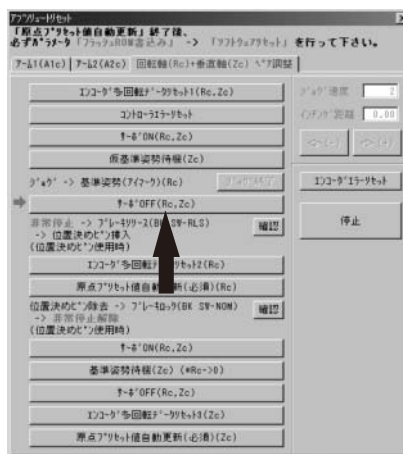 アブソリュートリセット
「原点プリセット値自動更新」終了後、
必ずパラメータ「フラッシュROM書込み」 -> 「ソフトウェアリセット」 を行って下さい。
アーム1(A1c) アーム2(A2c) 回転軸(Rc)+垂直軸(Zc) ペア調整
エンコーダ多回転データリセット1(Rc,Zc)
コントローラエラーリセット
サーボON(Rc,Zc)
仮基準姿勢待機(Zc)
ジョグ -> 基準姿勢(アイマーク)(Rc) ジョグ終了
サーボOFF(Rc,Zc)
非常停止 -> ブレーキリリース(BK SW-RLS)
-> 位置決めピン挿入
(位置決めピン使用時)
確認
エンコーダ多回転データリセット2(Rc)
原点プリセット値自動更新(必須)(Rc)
位置決めピン除去 -> ブレーキロック(BK SW-NOM)
-> 非常停止解除
(位置決めピン使用時)
確認
サーボON(Rc,Zc)
基準姿勢待機(Zc) (*Rc->0)
サーボOFF(Rc,Zc)
エンコーダ多回転データリセット3(Zc)
原点プリセット値自動更新(必須)(Zc)
ジョグ速度 2
インチング距離 0.00
エンコーダエラーリセット
停止